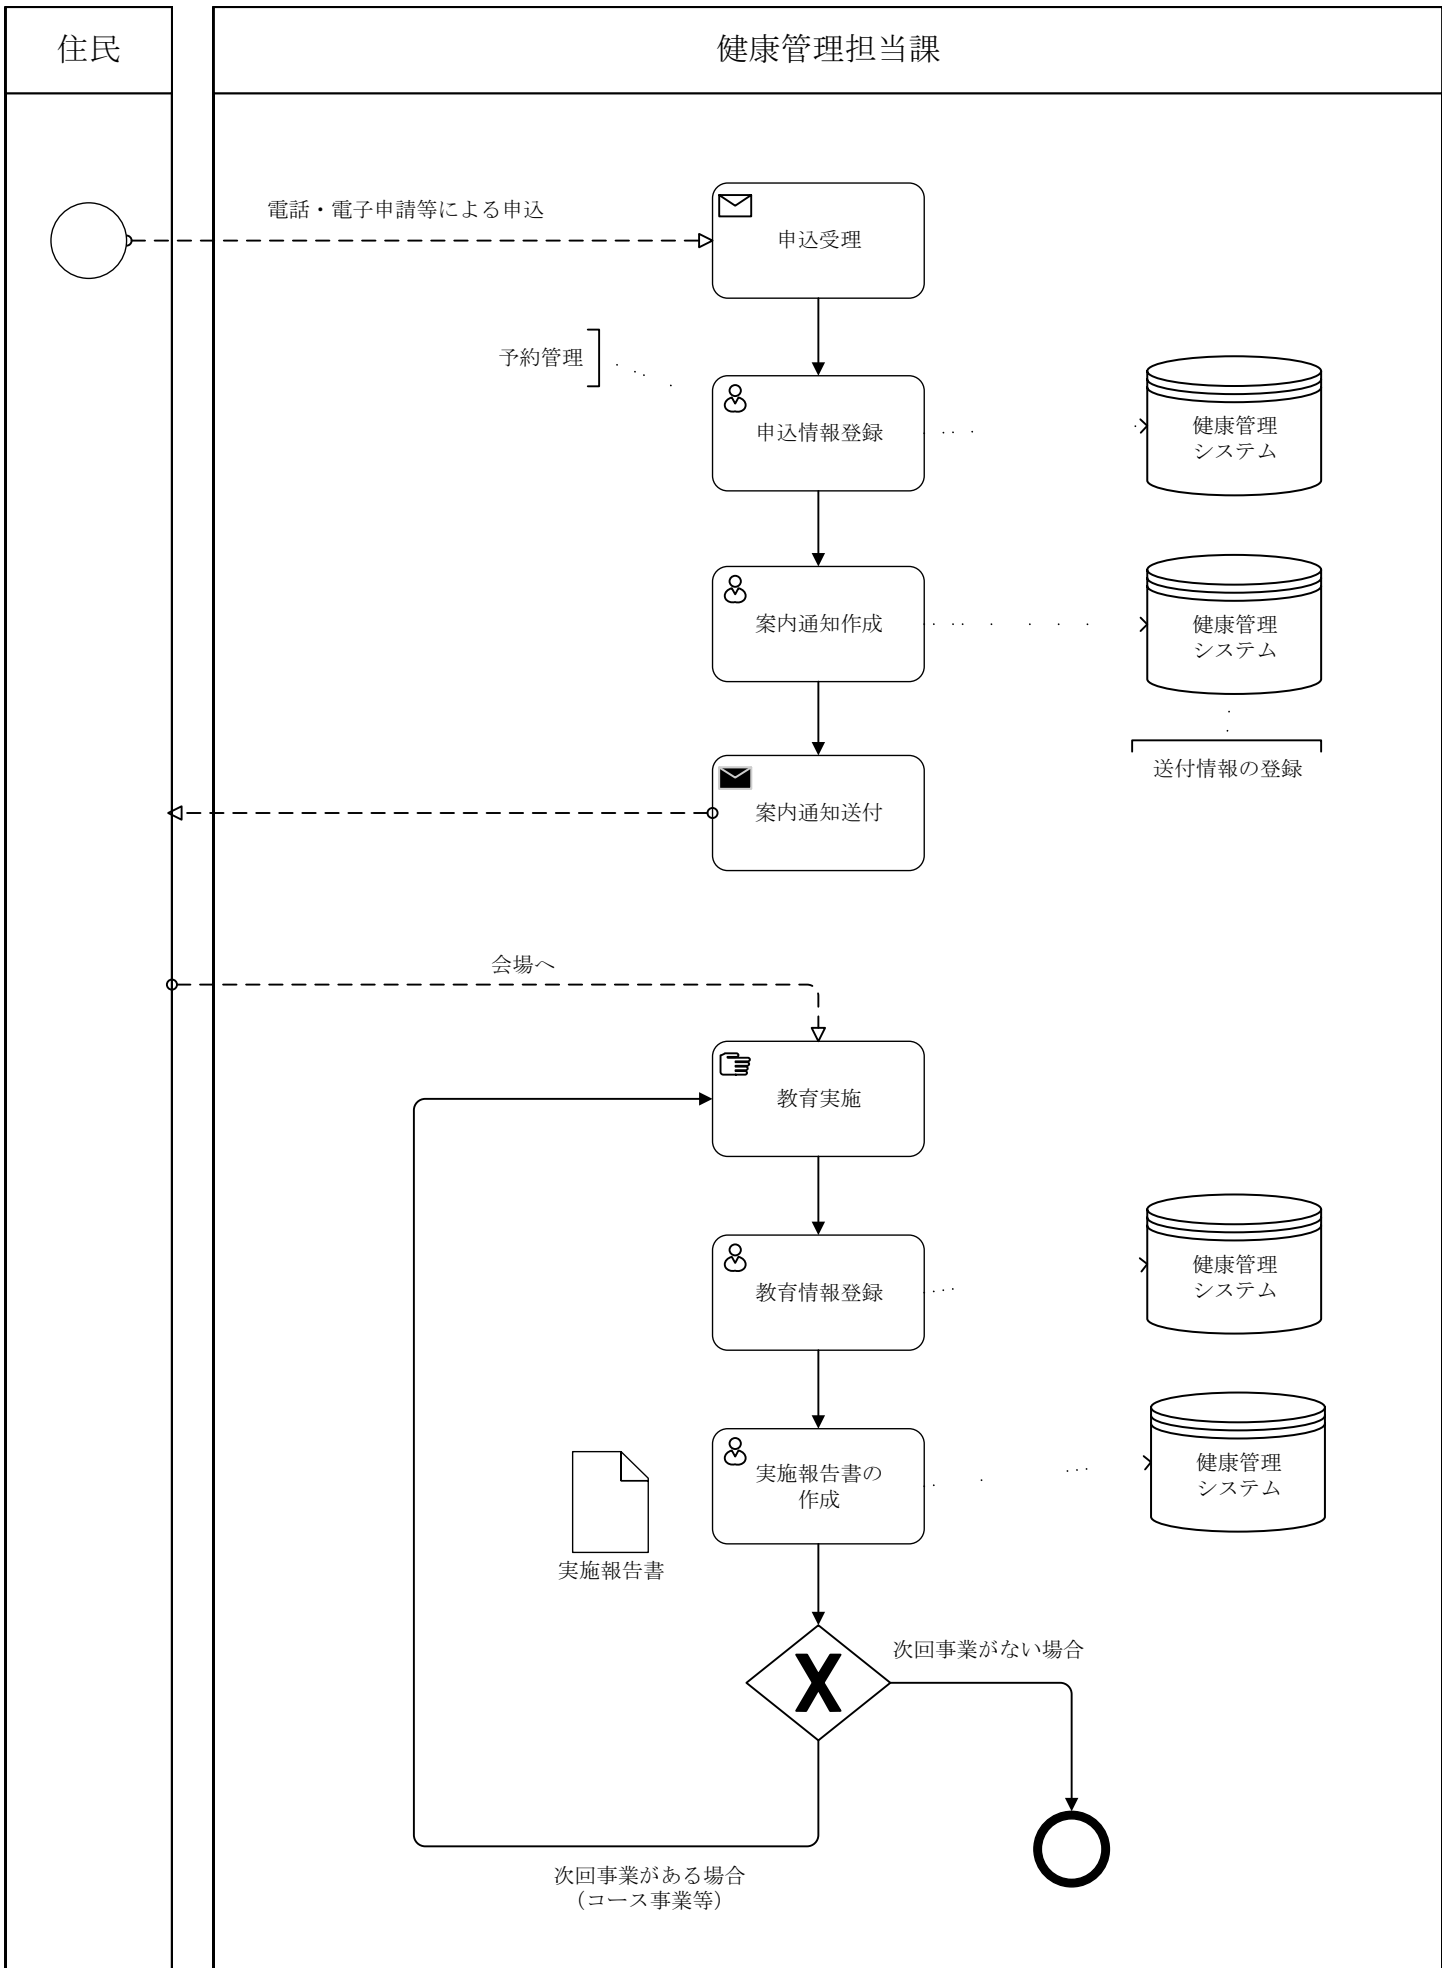 住民
健康管理担当課
電話・電子申請等による申込
申込受理
予約管理
申込情報登録
健康管理
システム
案内通知作成
健康管理
システム
送付情報の登録
案内通知送付
会場へ
教育実施
教育情報登録
健康管理
システム
実施報告書の
作成
健康管理
システム
実施報告書
次回事業がない場合
次回事業がある場合
（コース事業等）